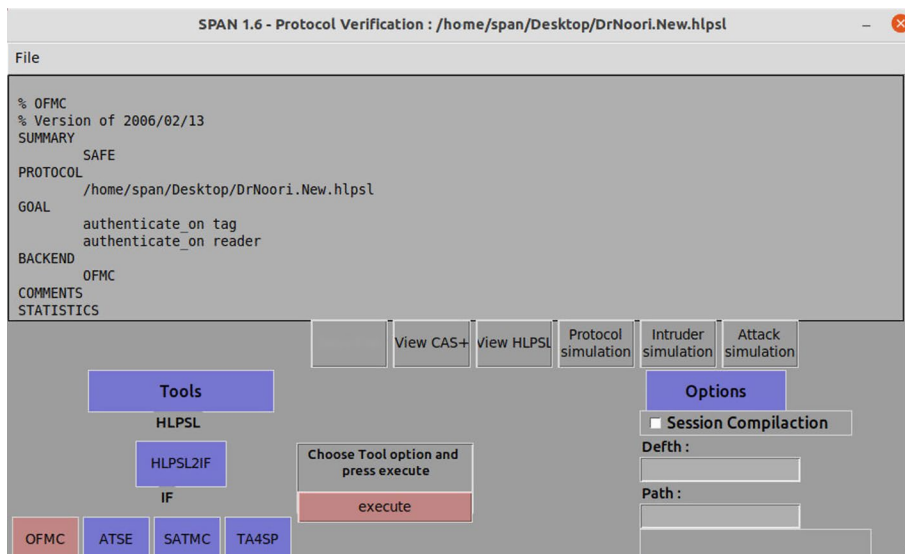 SPAN 1.6 - Protocol Verification : /home/span/Desktop/DrNoori.New.hlpsl
File
% OFMC
% Version of 2006/02/13
SUMMARY
SAFE
PROTOCOL
/home/span/Desktop/DrNoori.New.hlpsl
GOAL
authenticate_on tag
authenticate_on reader
BACKEND
OFMC
COMMENTS
STATISTICS
View CAS+ View HLPSL Protocol simulation Intruder simulation Attack simulation
Tools
HLPSL
HLPSL2IF
IF
OFMC ATSE SATMC TA4SP
Choose Tool option and
press execute
execute
Options
Session Compilaction
Defth :
Path :